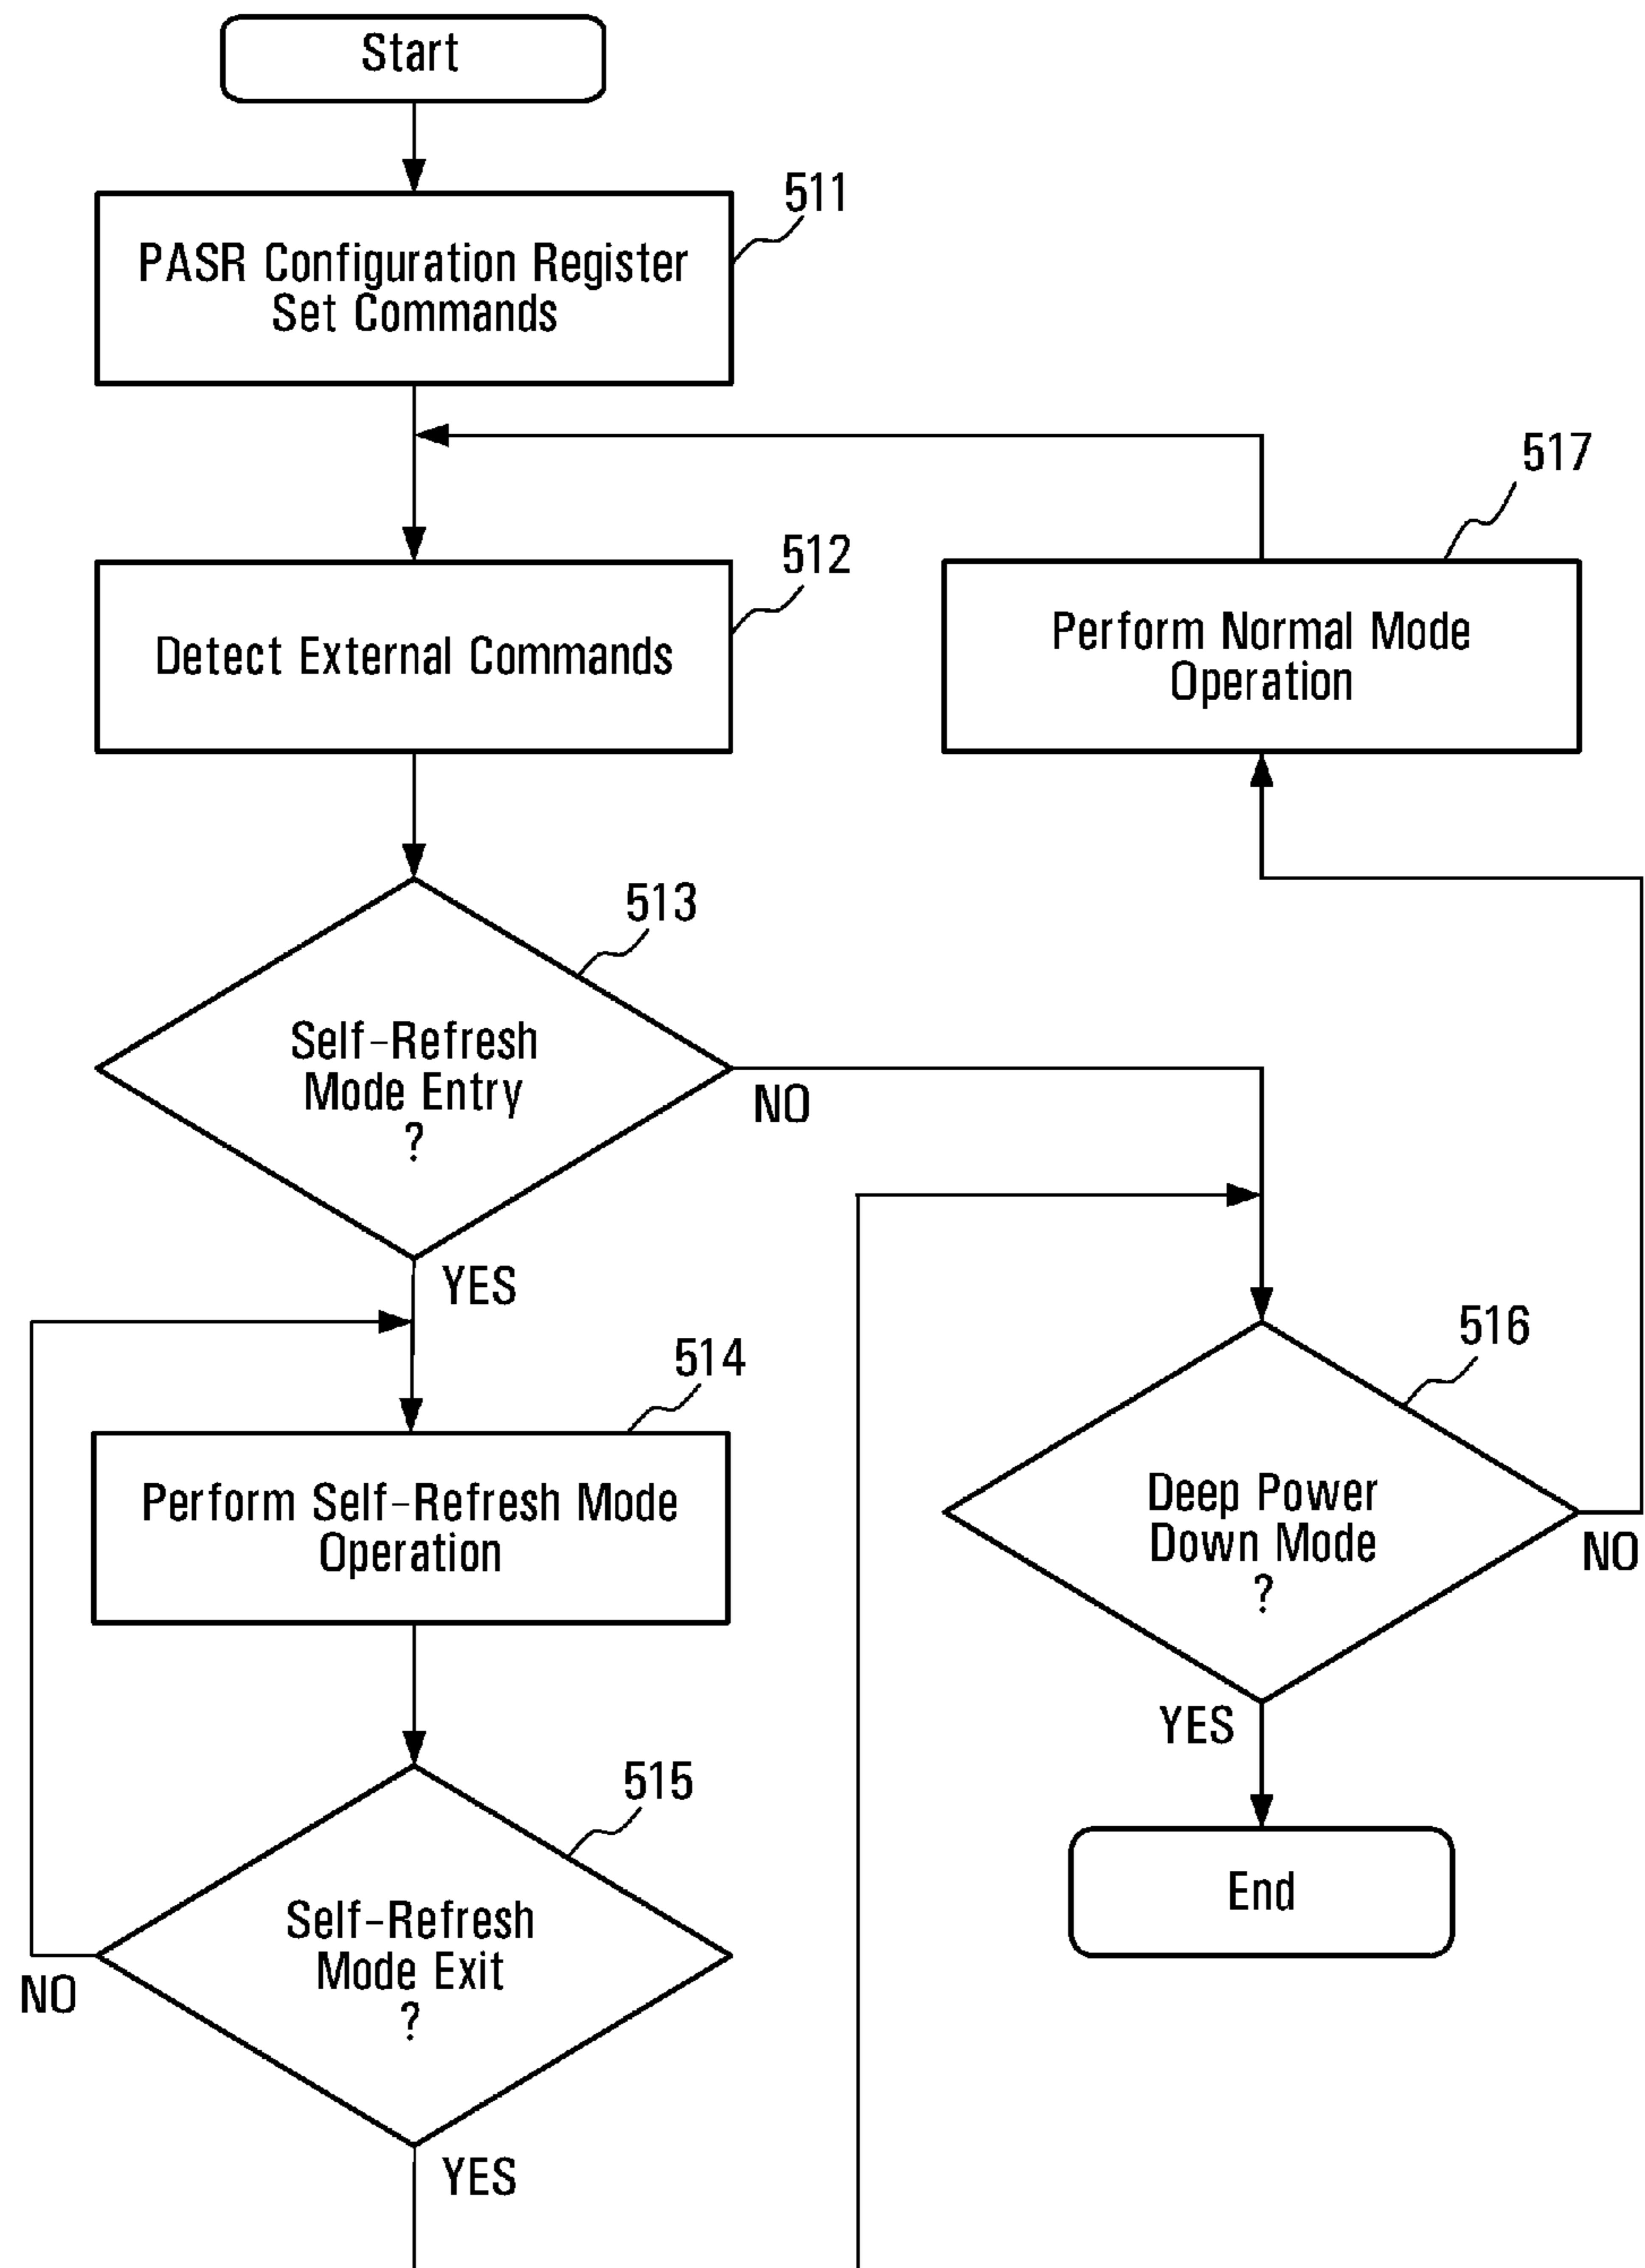 Start
511
PASR Configuration Register
Set Commands
517
512
Detect External Commands
Perform Normal Mode
Operation
513
Self-Refresh
Mode Entry
?
NO
YES
516
514
Perform Self-Refresh Mode
Operation
Deep Power
Down Mode
?
NO
YES
515
Self-Refresh
Mode Exit
?
NO
End
YES